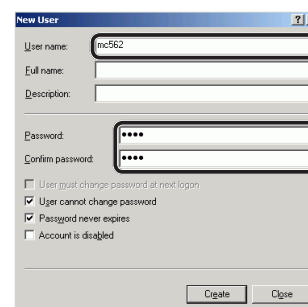 New User
User name: mc562
Full name:
Description:
Password: ●●●●
Confirm password: ●●●●
User must change password at next logon
User cannot change password
Password never expires
Account is disabled
Create Close